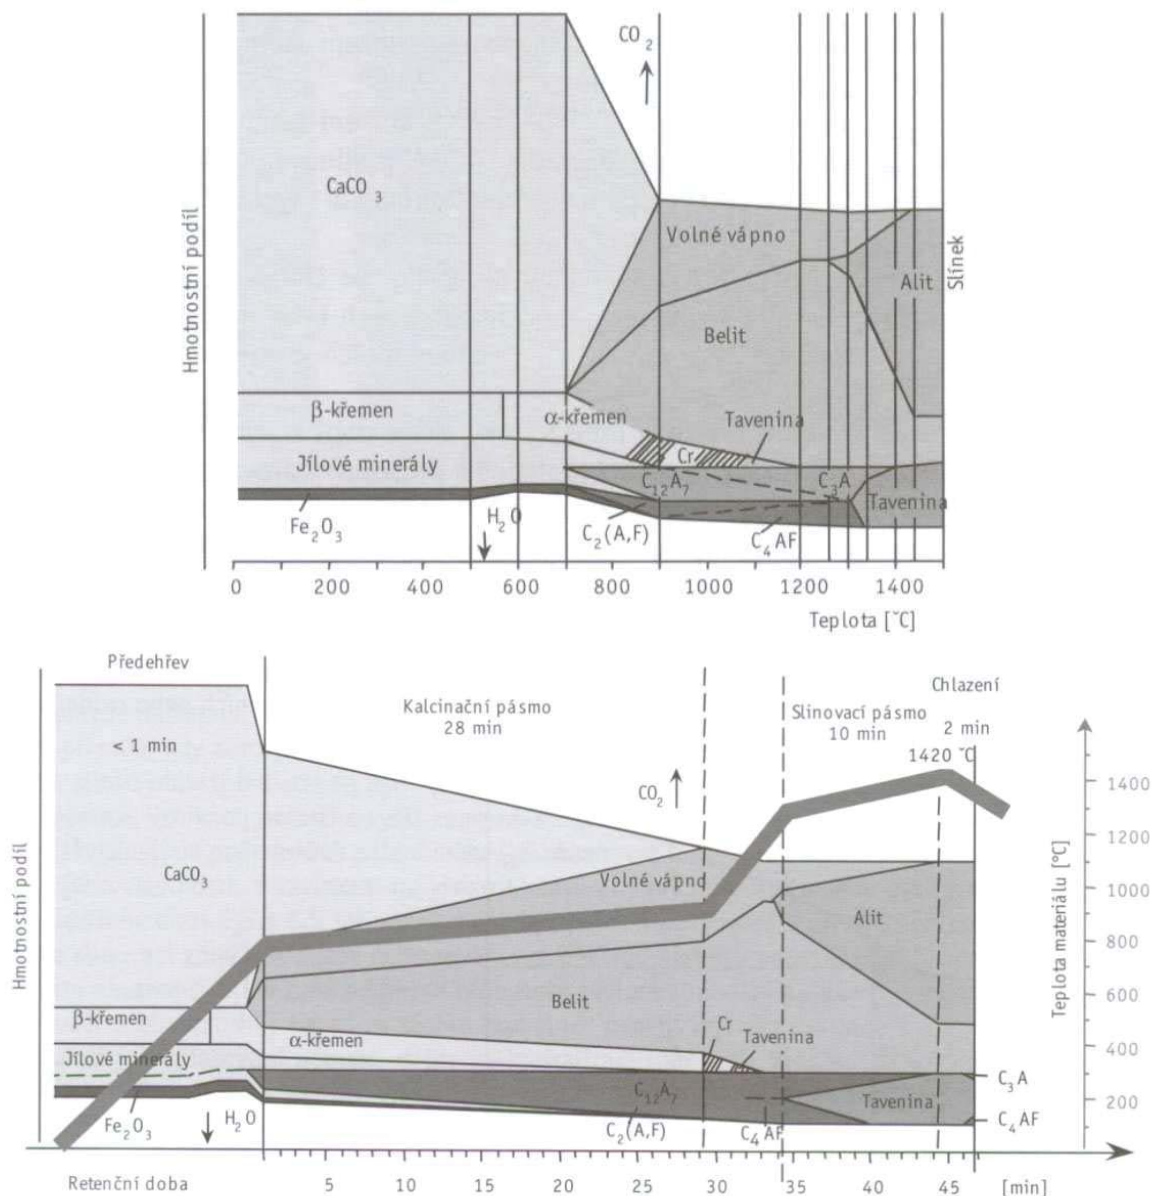 CO2
CaCO3
Hmotnostní podíl
Volné vápno
Slínek
Alit
Belit
β-křemen
α-křemen
Tavenina
Jílové minerály
Cr
C12A7
C3A
Tavenina
Fe2O3
H2O
C2(A,F)
C4AF
0 200 400 600 800 1000 1200 1400
Teplota [˘C]
Předehřev
Chlazení
Kalcinační pásmo
28 min
Slinovací pásmo
10 min
2 min
< 1 min
1420 ˘C
CO2
1400
1200
1000
800
600
400
200
CaCO3
Volné vápno
Alit
Hmotnostní podíl
Teplota materiálu [°C]
Belit
β-křemen
α-křemen
Cr
Tavenina
Jílové minerály
C12A7
Tavenina
C3A
Fe2O3
H2O
C2(A,F)
C4AF
C4AF
Retenční doba
5 10 15 20 25 30 35 40 45 [min]